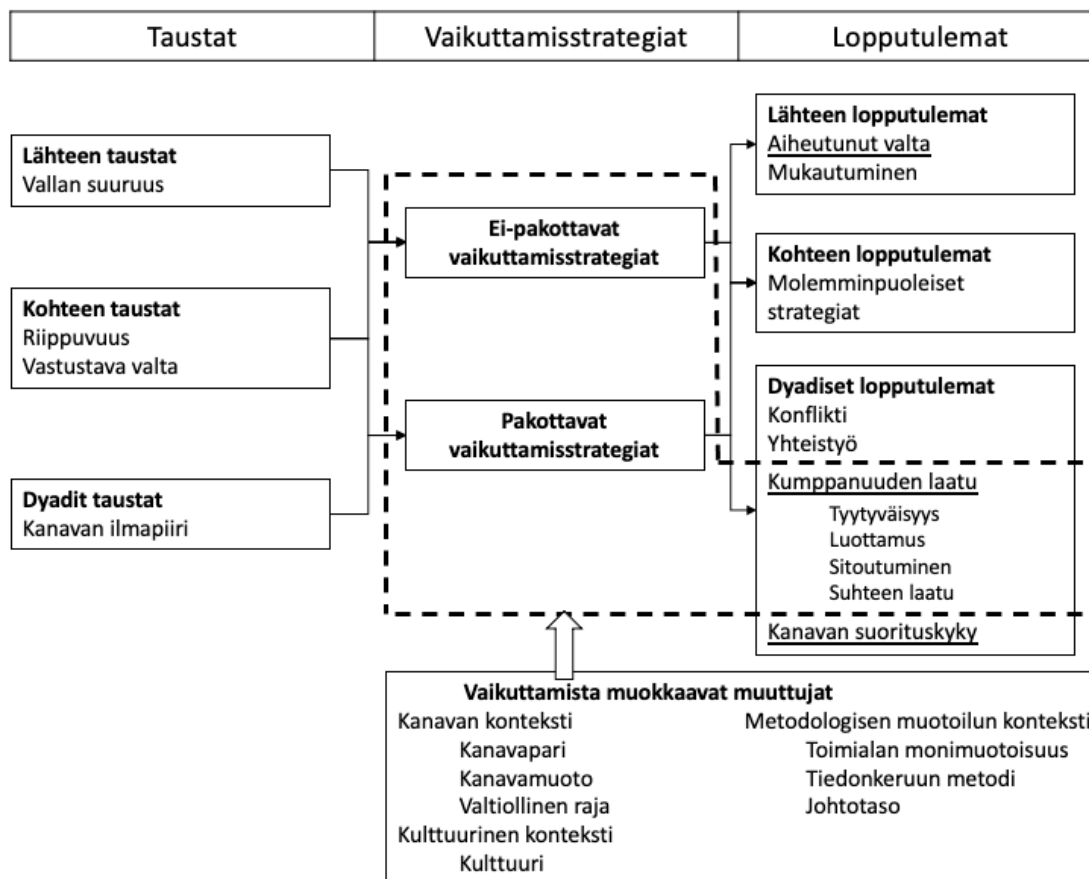 Taustat
Vaikuttamisstrategiat
Lopputulemat
Lähteen taustat
Vallan suuruus
Kohteen taustat
Riippuvuus
Vastustava valta
Dyadit taustat
Kanavan ilmapiiri
Ei-pakottavat
vaikuttamisstrategiat
Pakottavat
vaikuttamisstrategiat
Lähteen lopputulemat
Aiheutunut valta
Mukautuminen
Kohteen lopputulemat
Molemminpuoleiset
strategiat
Dyadiset lopputulemat
Konflikti
Yhteistyö
Kumppanuuden laatu
Tyytyväisyys
Luottamus
Sitoutuminen
Suhteen laatu
Kanavan suorituskyky
Vaikuttamista muokkaavat muuttujat
Kanavan konteksti
Kanavapari
Kanavamuoto
Valtiollinen raja
Kulttuurinen konteksti
Kulttuuri
Metodologisen muotoilun konteksti
Toimialan monimuotoisuus
Tiedonkeruun metodi
Johtotaso